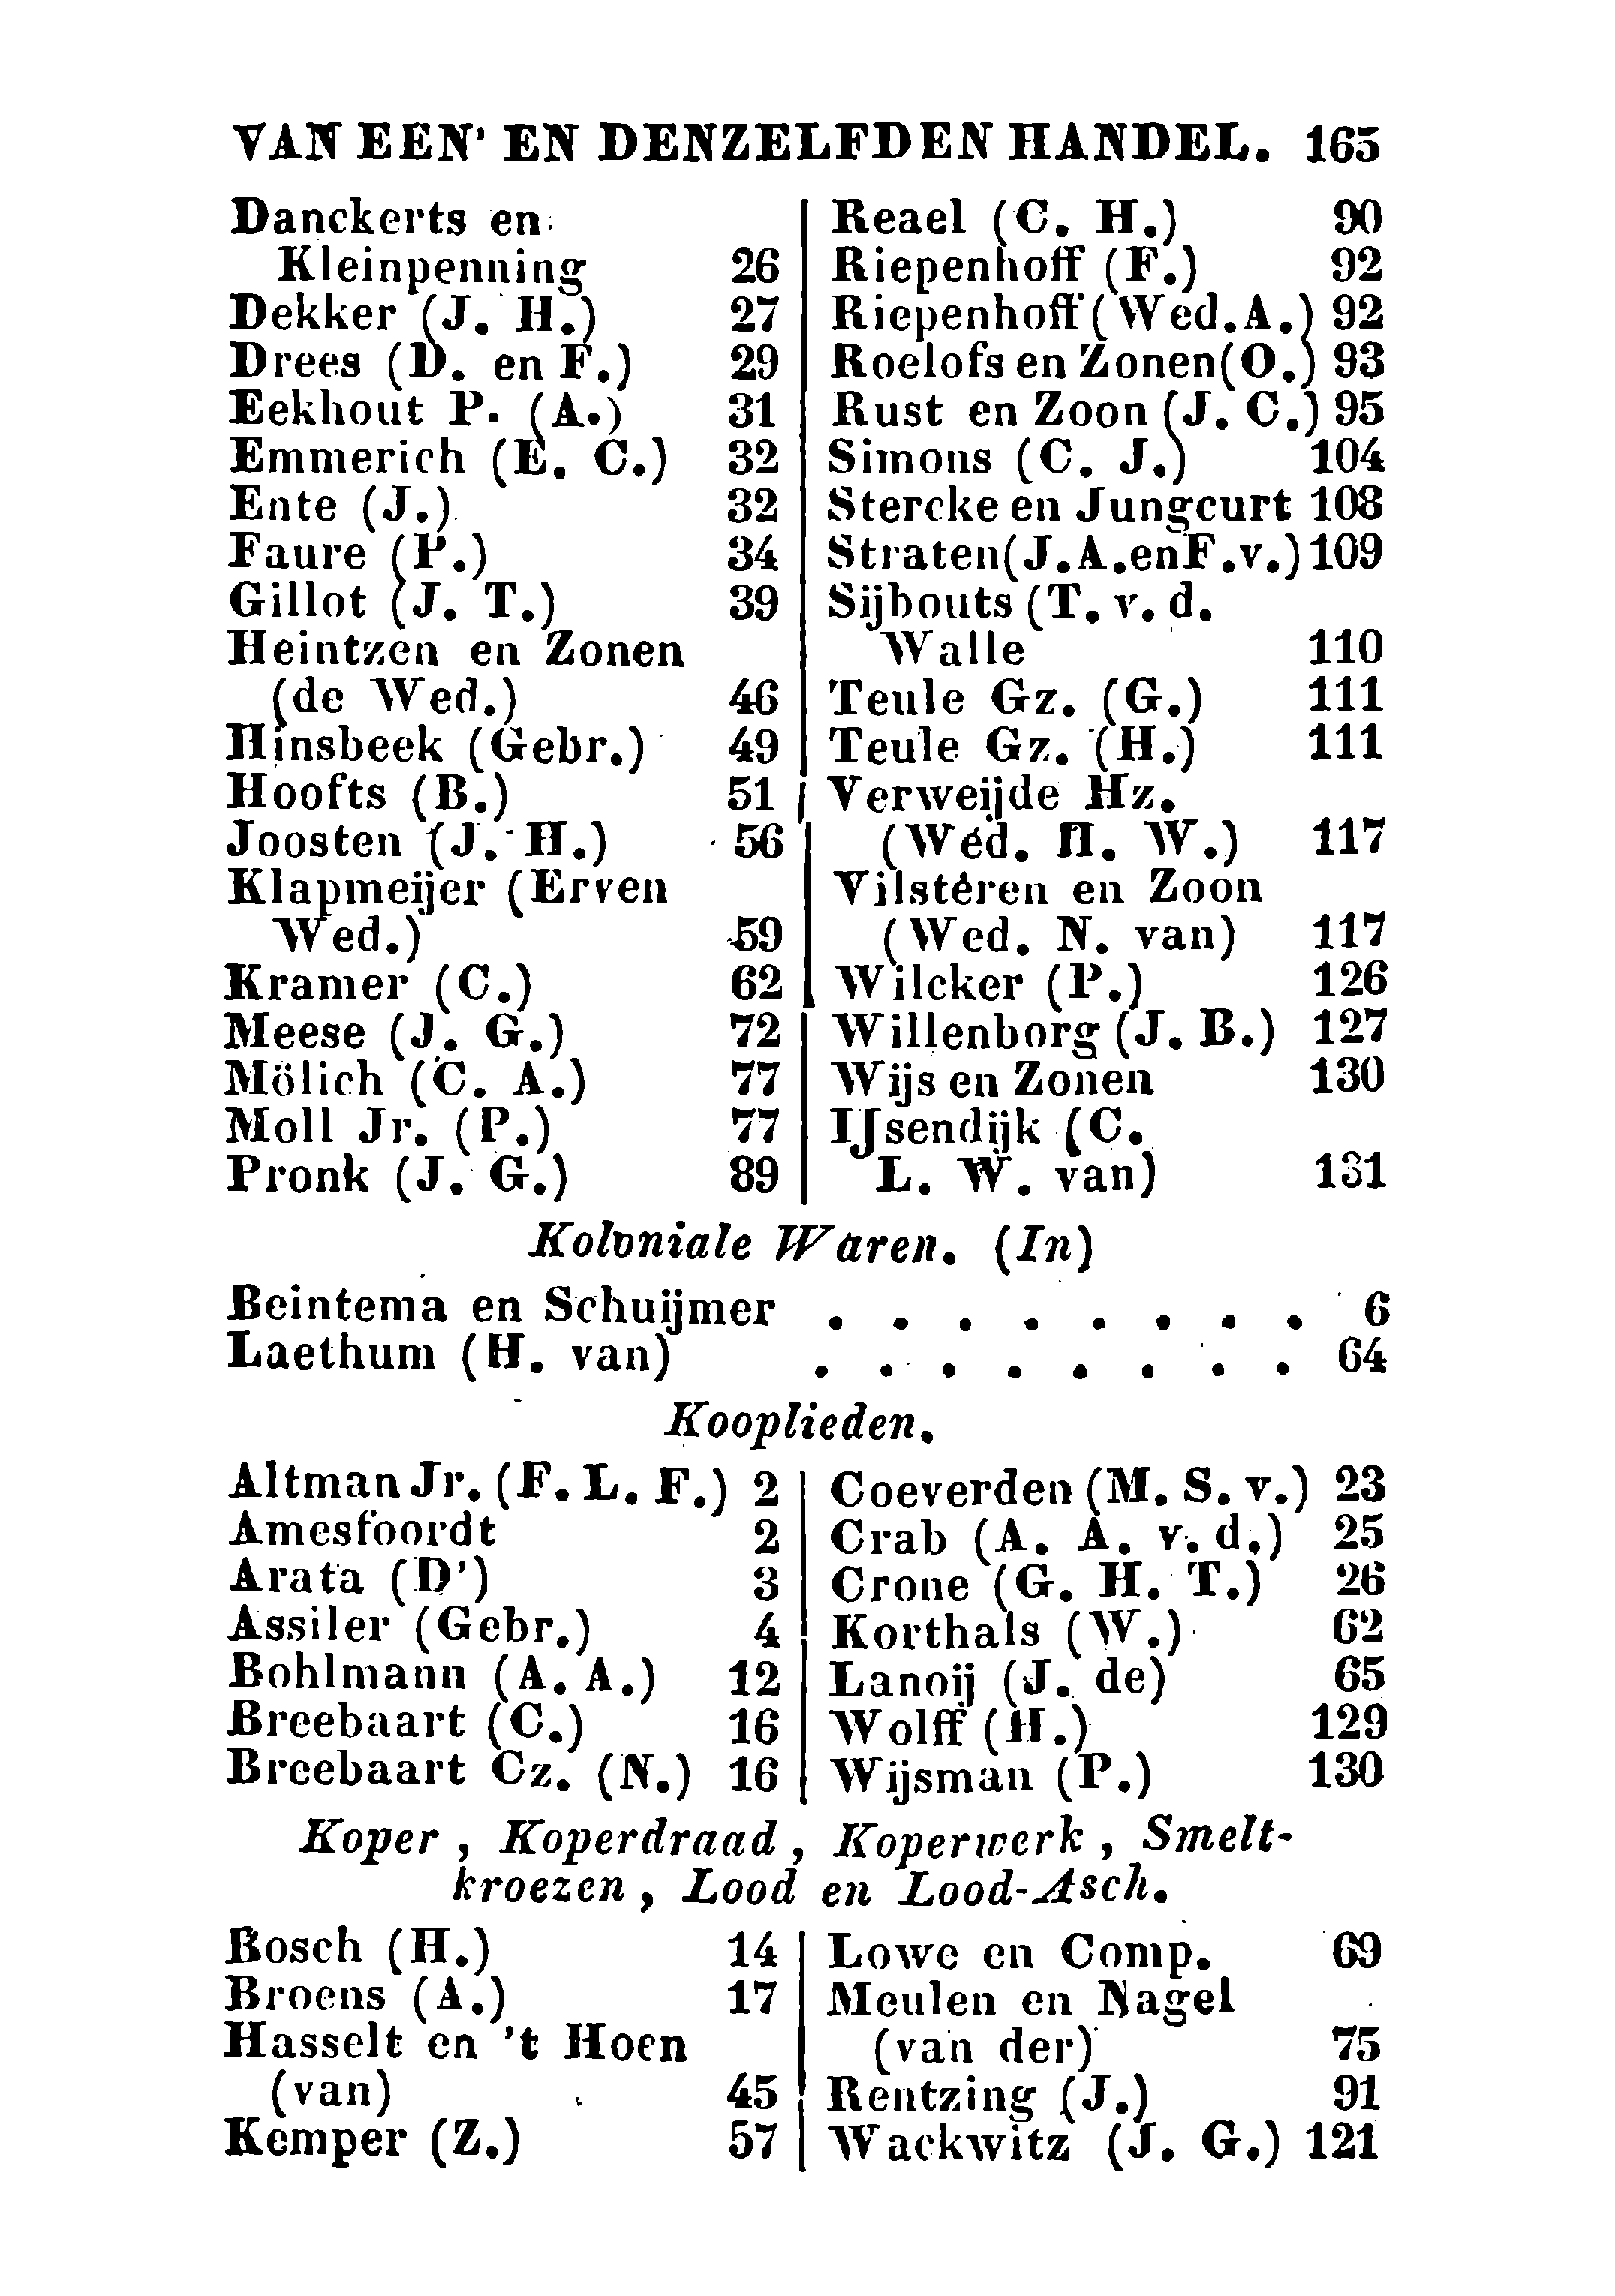 VAN EEN' EN DENZELFDEN HANDEL. 165
Danckerts en
Kleinpenning 26
Dekker (J. H.) 27
Drees (D. en F.) 29
Eekhout P. (A.) 31
Emmerich (E. C.) 32
Ente (J.) 32
Faure (P.) 34
Gillot (J. T.) 39
Heintzen en Zonen
(de Wed.) 46
Hinsbeek (Gebr.) 49
Hoofts (B.) 51
Joosten (J. H.) 56
Klapmeijer (Erven
Wed.) 59
Kramer (C.) 62
Meese (J. G.) 72
Mölich (C. A.) 77
Moll Jr. (P.) 77
Pronk (J. G.) 89
Reael (C. H.) 90
Riepenhoff (F.) 92
Riepenhoff (Wed. A.) 92
Roelofs en Zonen (O.) 93
Rust en Zoon (J. C.) 95
Simons (C. J.) 104
Stercke en Jungcurt 108
Straten (J. A. en F. v.) 109
Sijbouts (T. v. d.
Walle 110
Teule Gz. (G.) 111
Teule Gz. (H.) 111
Verweijde Hz.
(Wed. H. W.) 117
Vilstéren en Zoon
(Wed. N. van) 117
Wilcker (P.) 126
Willenborg (J. B.) 127
Wijs en Zonen 130
IJsendijk (C.
L. W. van) 131
Koloniale Waren. (In)
Beintema en Schuijmer . . . . . . . . 6
Laethum (H. van) . . . . . . . . 64
Kooplieden.
Altman Jr. (F. L. F.) 2
Amesfoordt 2
Arata (D') 3
Assiler (Gebr.) 4
Bohlmann (A. A.) 12
Breebaart (C.) 16
Breebaart Cz. (N.) 16
Coeverden (M. S. v.) 23
Crab (A. A. v. d.) 25
Crone (G. H. T.) 26
Korthals (W.) 62
Lanoij (J. de) 65
Wolff (H.) 129
Wijsman (P.) 130
Koper, Koperdraad, Koperwerk, Smelt-
kroezen, Lood en Lood-Asch.
Bosch (H.) 14
Broens (A.) 17
Hasselt en 't Hoen
(van) 45
Kemper (Z.) 57
Lowe en Comp. 69
Meulen en Nagel
(van der) 75
Rentzing (J.) 91
Wackwitz (J. G.) 121